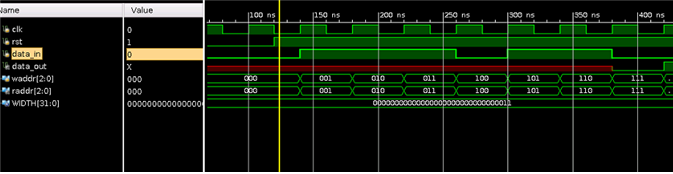 Name Value 100 ns 150 ns 200 ns 250 ns 300 ns 350 ns 400 n
clk 0
rst 1
data_in 0
data_out X
waddr[2:0] 000 000 001 010 011 100 101 110 111 ..
raddr[2:0] 000 000 001 010 011 100 101 110 111 ..
WIDTH[31:0] 0000000000000000 00000000000000000000000000000011